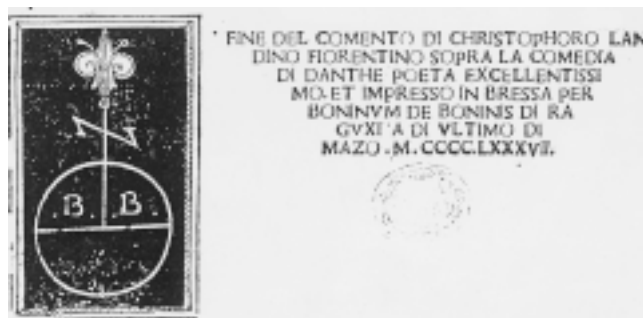 B B
FINE DEL COMENTO DI CHRISTOPHORO LAN
DINO FIORENTINO SOPRA LA COMEDIA
DI DANTHE POETA EXCELLENTISSI
MO. ET IMPRESSO IN BRESSA PER
BONINVM DE BONINIS DI RA
GVXI'A DI VLTIMO DI
MAZO . M. CCCC.LXXXVII.